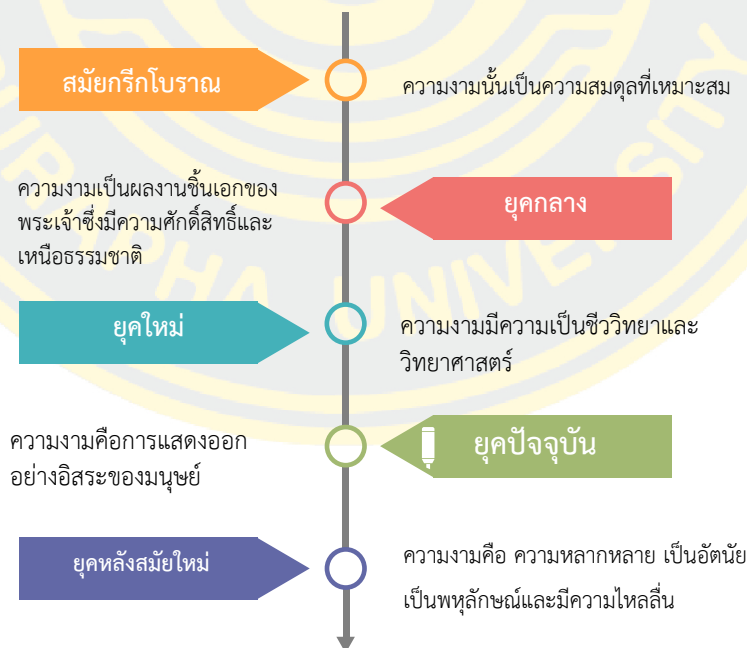 สมัยกรีกโบราณ
ความงามนั้นเป็นความสมดุลที่เหมาะสม
ยุคกลาง
ความงามเป็นผลงานชิ้นเอกของ
พระเจ้าซึ่งมีความศักดิ์สิทธิ์และ
เหนือธรรมชาติ
ยุคใหม่
ความงามมีความเป็นชีววิทยาและ
วิทยาศาสตร์
ยุคปัจจุบัน
ความงามคือการแสดงออก
อย่างอิสระของมนุษย์
ยุคหลังสมัยใหม่
ความงามคือ ความหลากหลาย เป็นอัตนัย
เป็นพหุลักษณ์และมีความไหลลื่น
BURAPHA UNIVERSITY